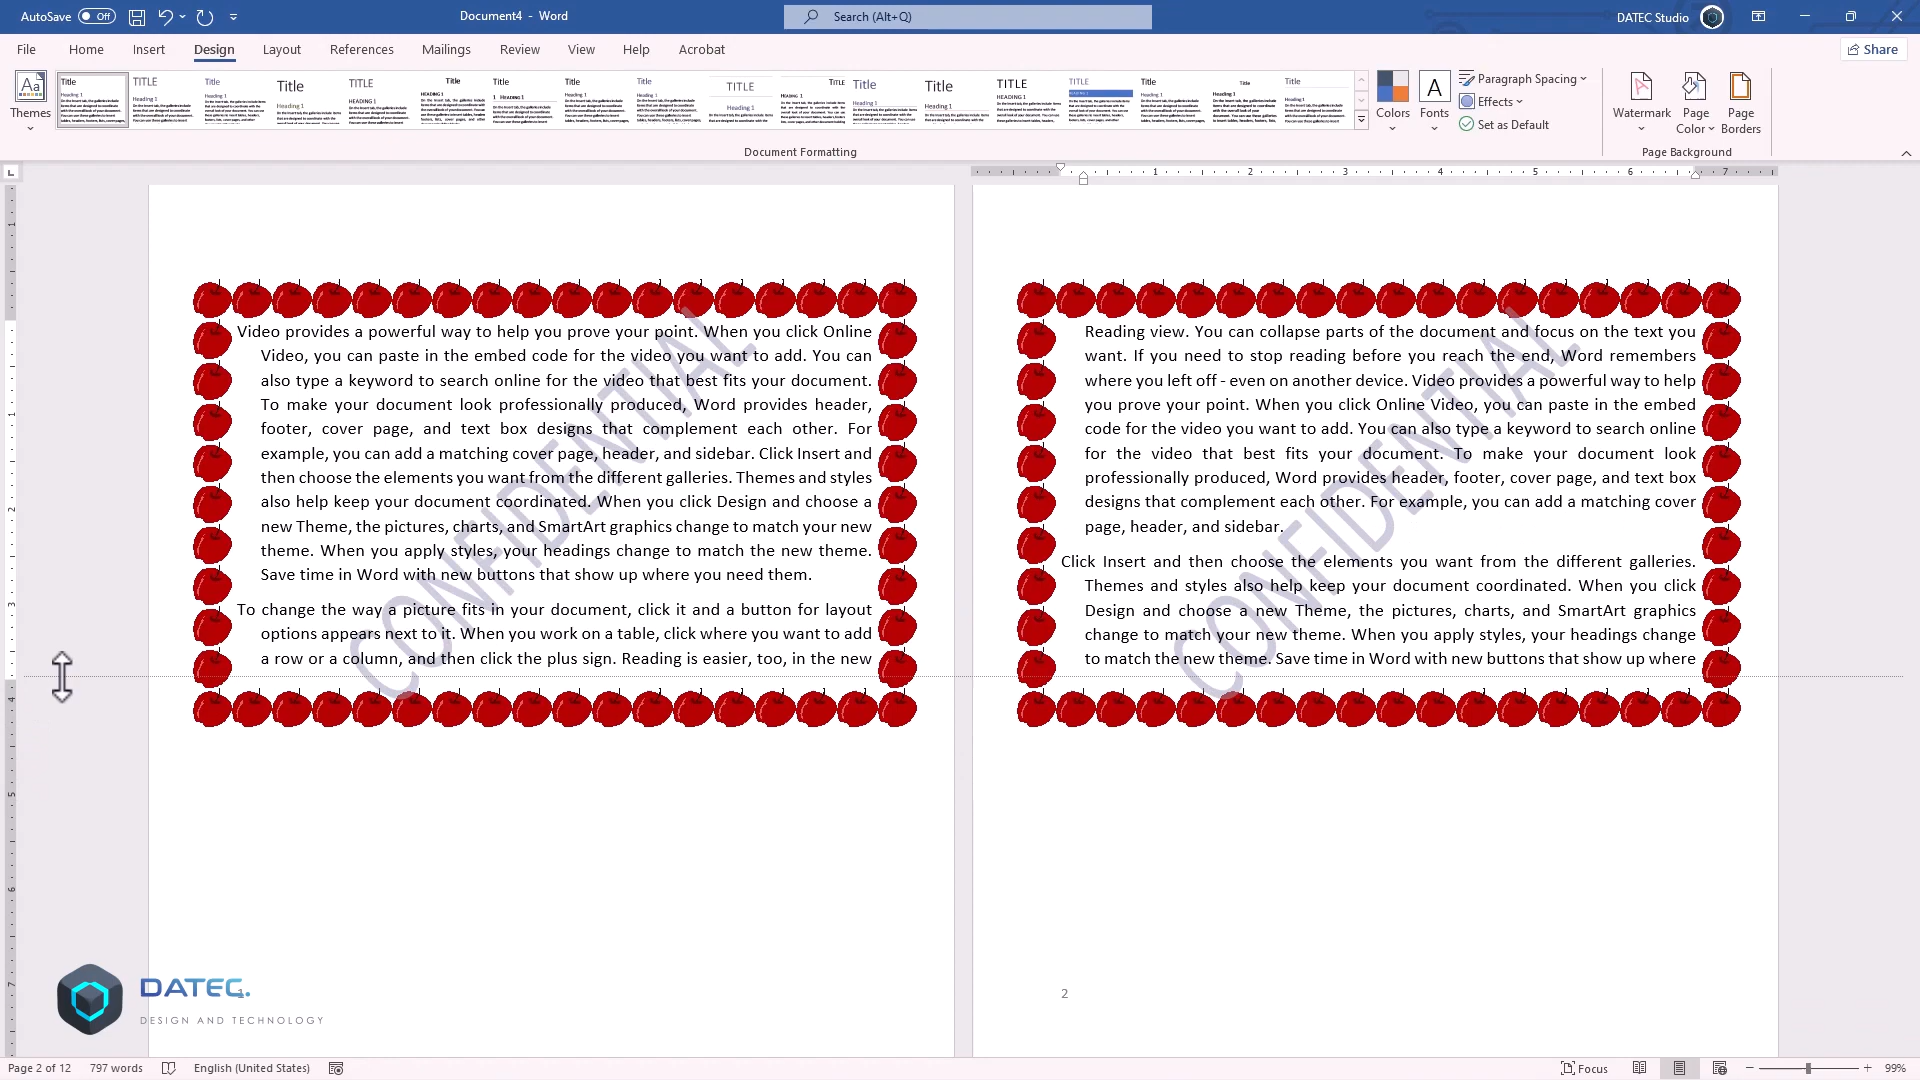 AutoSave Off
Document4 - Word
Search (Alt+Q)
DATEC Studio
File Home Insert Design Layout References Mailings Review View Help Acrobat
Share
Themes
Colors
Fonts
Paragraph Spacing
Effects
Set as Default
Watermark
Page Color
Page Borders
Document Formatting
Page Background
Video provides a powerful way to help you prove your point. When you click Online
Video, you can paste in the embed code for the video you want to add. You can
also type a keyword to search online for the video that best fits your document.
To make your document look professionally produced, Word provides header,
footer, cover page, and text box designs that complement each other. For
example, you can add a matching cover page, header, and sidebar. Click Insert and
then choose the elements you want from the different galleries. Themes and styles
also help keep your document coordinated. When you click Design and choose a
new Theme, the pictures, charts, and SmartArt graphics change to match your new
theme. When you apply styles, your headings change to match the new theme.
Save time in Word with new buttons that show up where you need them.
To change the way a picture fits in your document, click it and a button for layout
options appears next to it. When you work on a table, click where you want to add
a row or a column, and then click the plus sign. Reading is easier, too, in the new
CONFIDENTIAL
1
Reading view. You can collapse parts of the document and focus on the text you
want. If you need to stop reading before you reach the end, Word remembers
where you left off - even on another device. Video provides a powerful way to help
you prove your point. When you click Online Video, you can paste in the embed
code for the video you want to add. You can also type a keyword to search online
for the video that best fits your document. To make your document look
professionally produced, Word provides header, footer, cover page, and text box
designs that complement each other. For example, you can add a matching cover
page, header, and sidebar.
Click Insert and then choose the elements you want from the different galleries.
Themes and styles also help keep your document coordinated. When you click
Design and choose a new Theme, the pictures, charts, and SmartArt graphics
change to match your new theme. When you apply styles, your headings change
to match the new theme. Save time in Word with new buttons that show up where
CONFIDENTIAL
2
DATEC.
DESIGN AND TECHNOLOGY
Page 2 of 12 797 words English (United States)
Focus
99%